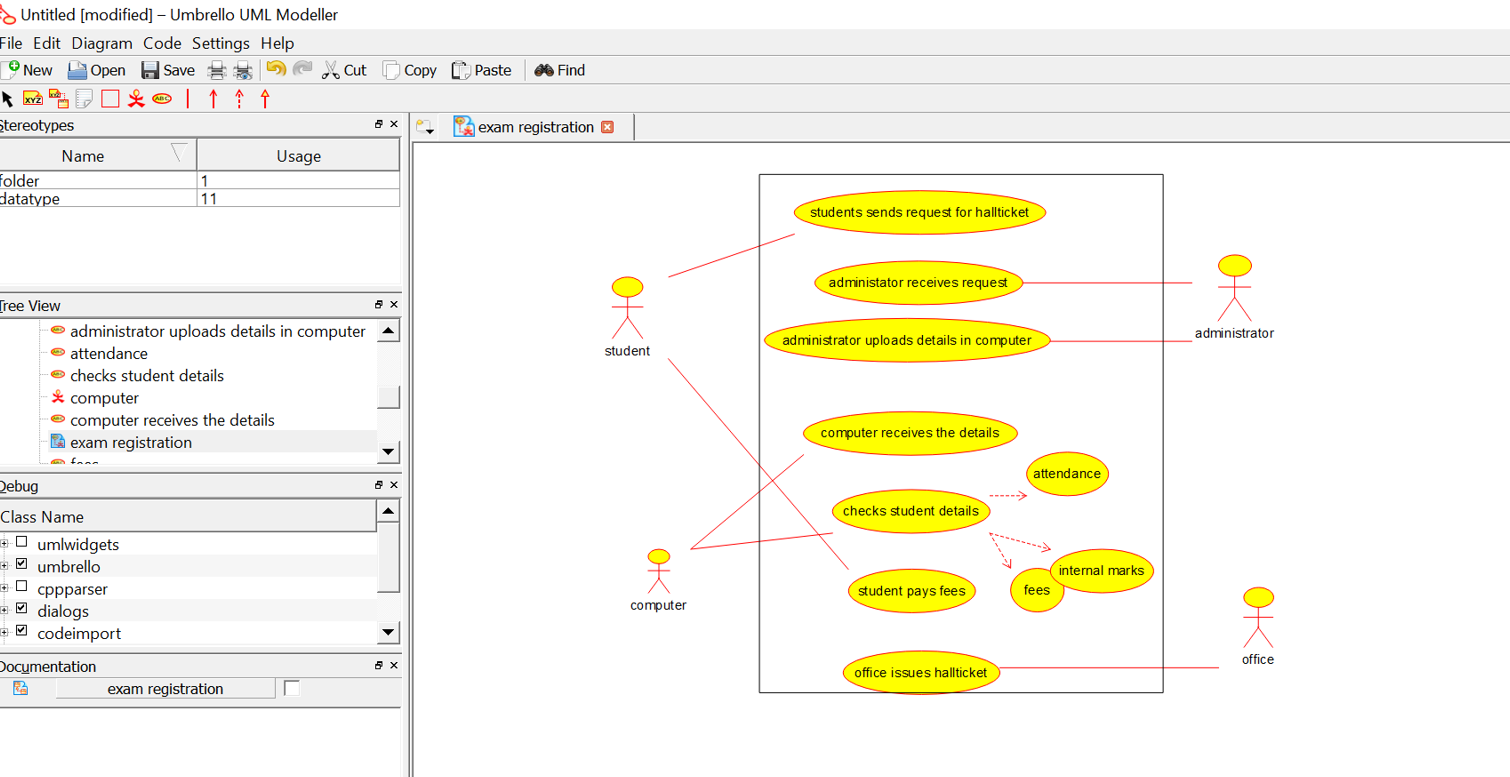 Untitled [modified] – Umbrello UML Modeller
File Edit Diagram Code Settings Help
New Open Save Cut Copy Paste Find
XYZ XYZ ABC
Stereotypes
exam registration
Name Usage
folder 1
datatype 11
Tree View
administrator uploads details in computer
attendance
checks student details
computer
computer receives the details
exam registration
fees
Debug
Class Name
umlwidgets
umbrello
cppparser
dialogs
codeimport
Documentation
exam registration
students sends request for hallticket
administator receives request
administrator uploads details in computer
student
administrator
computer receives the details
attendance
checks student details
internal marks
student pays fees
fees
computer
office issues hallticket
office